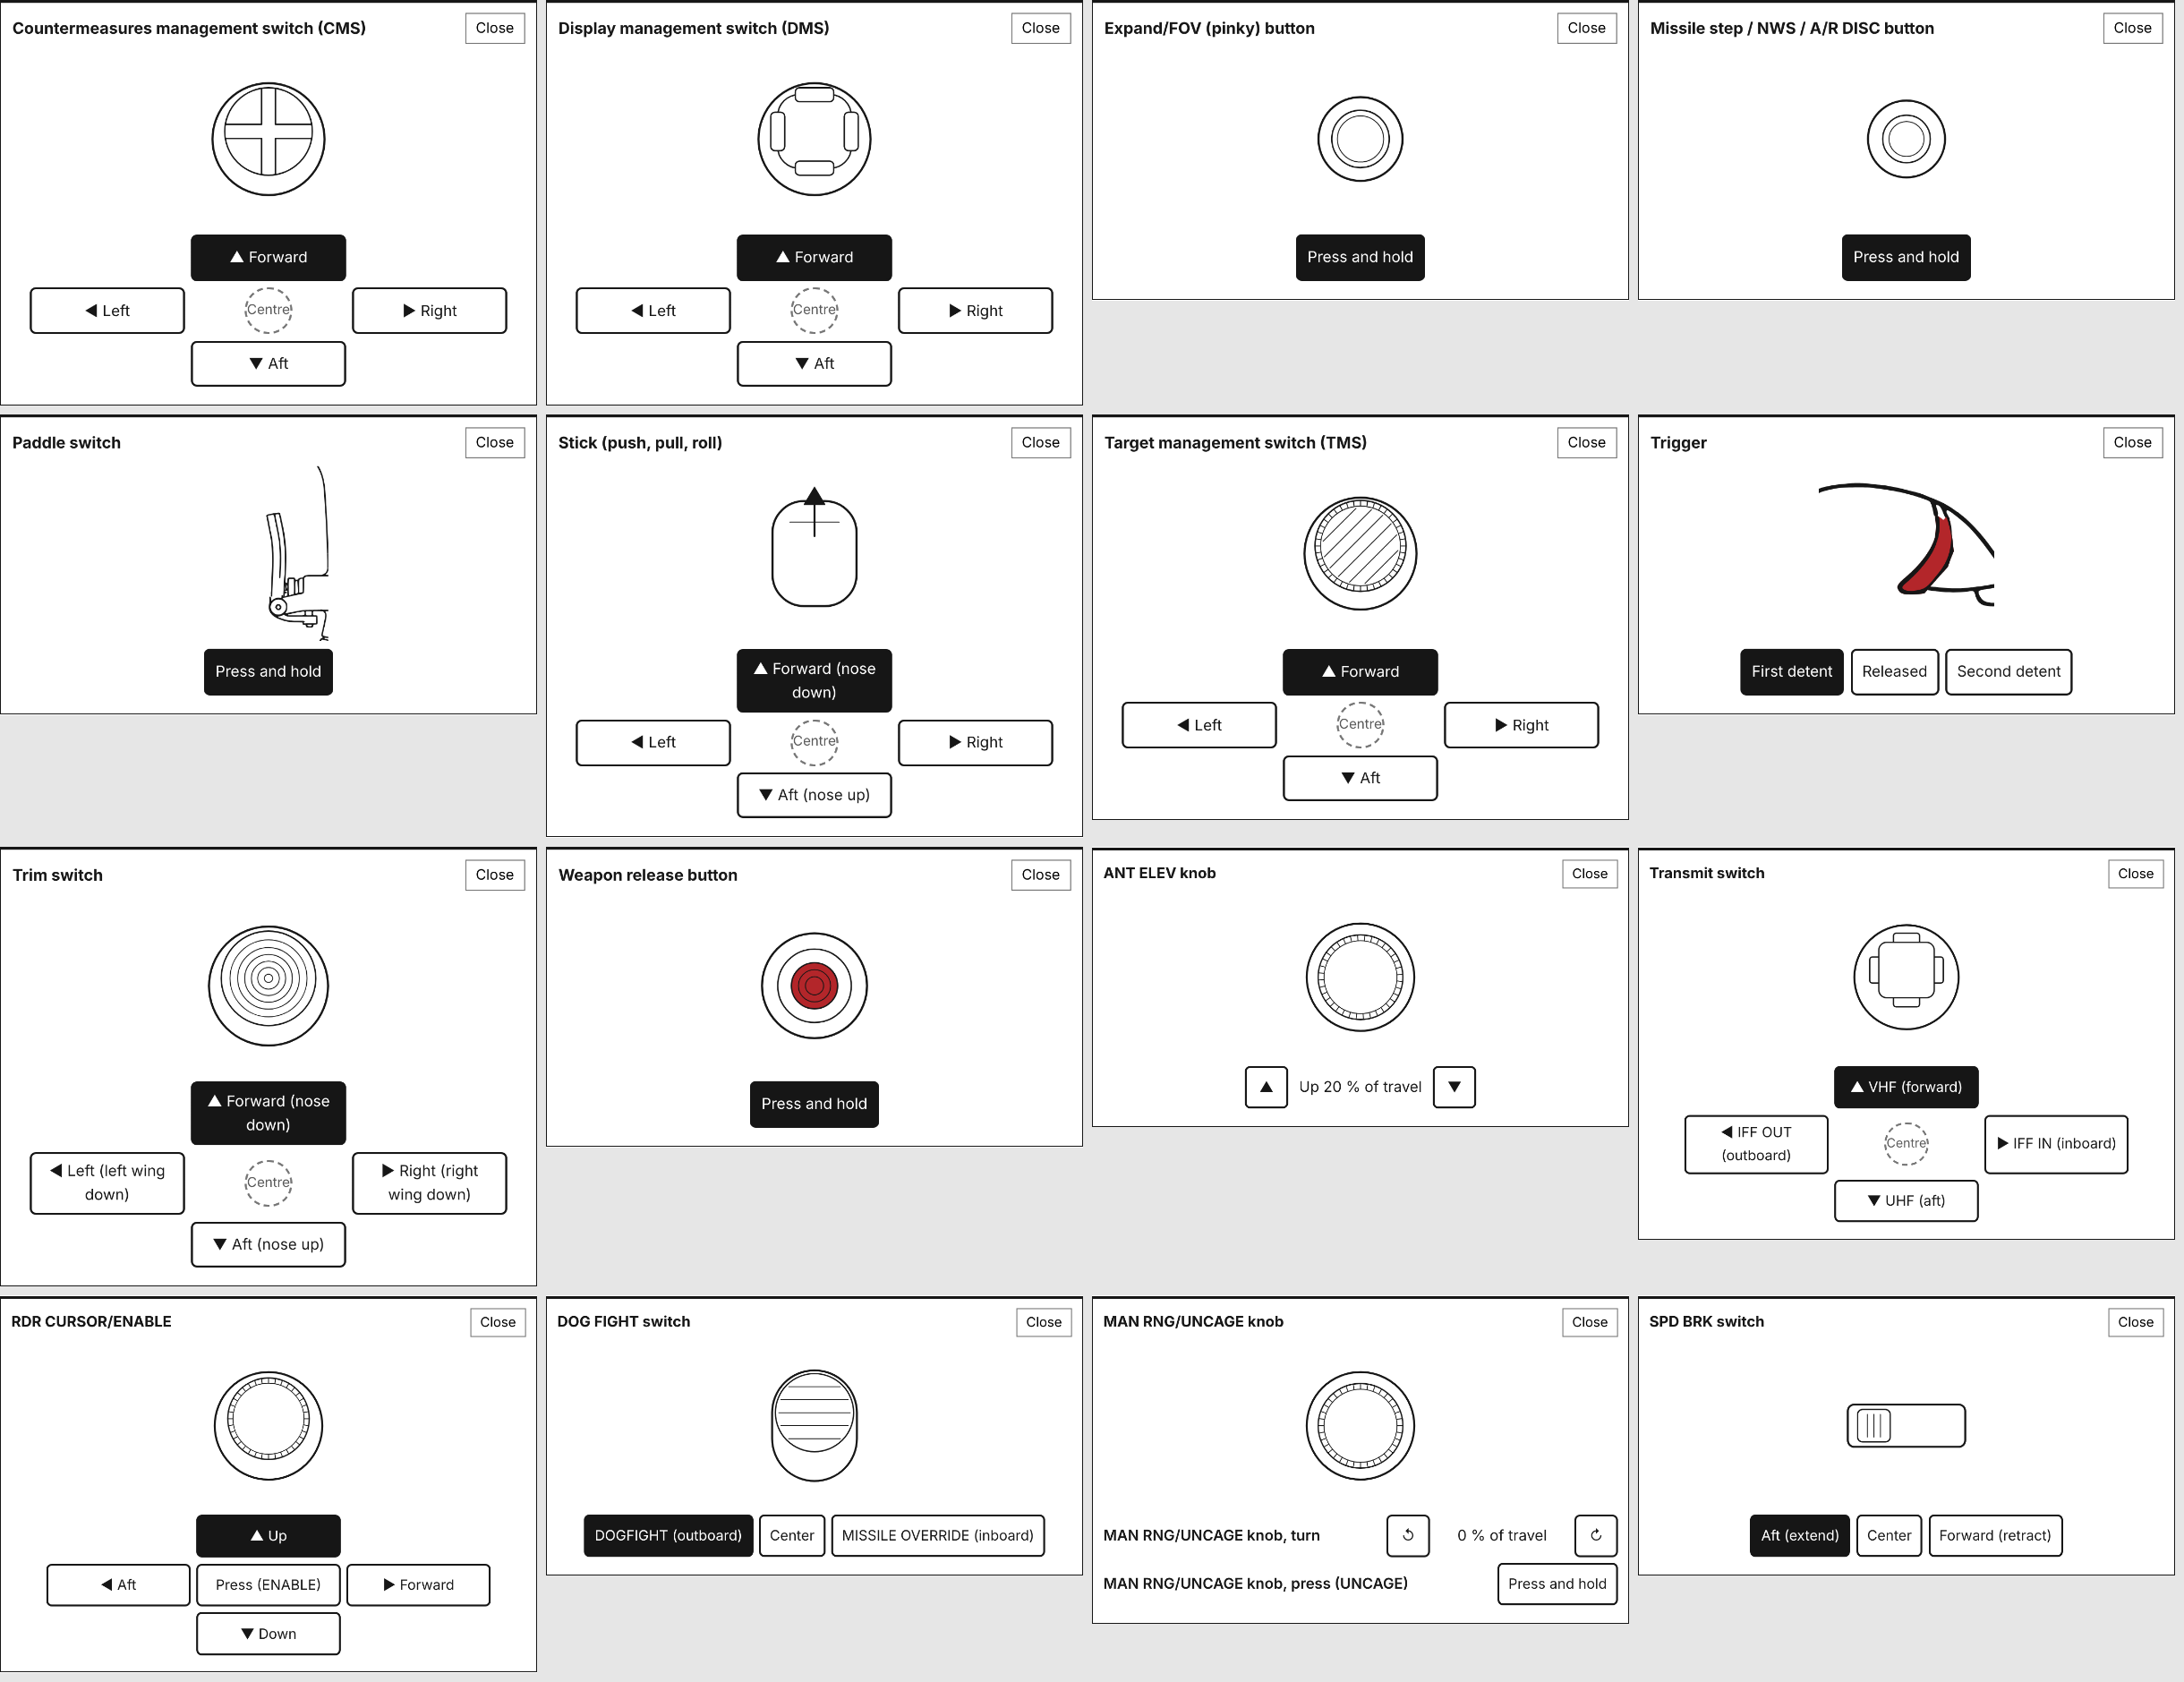 Countermeasures management switch (CMS)
Close
▲ Forward
◀ Left
Centre
▶ Right
▼ Aft
Display management switch (DMS)
Close
▲ Forward
◀ Left
Centre
▶ Right
▼ Aft
Expand/FOV (pinky) button
Close
Press and hold
Missile step / NWS / A/R DISC button
Close
Press and hold
Paddle switch
Close
Press and hold
Stick (push, pull, roll)
Close
▲ Forward (nose
down)
◀ Left
Centre
▶ Right
▼ Aft (nose up)
Target management switch (TMS)
Close
▲ Forward
◀ Left
Centre
▶ Right
▼ Aft
Trigger
Close
First detent
Released
Second detent
Trim switch
Close
▲ Forward (nose
down)
◀ Left (left wing
down)
Centre
▶ Right (right
wing down)
▼ Aft (nose up)
Weapon release button
Close
Press and hold
ANT ELEV knob
Close
▲
Up 20 % of travel
▼
Transmit switch
Close
▲ VHF (forward)
◀ IFF OUT
(outboard)
Centre
▶ IFF IN (inboard)
▼ UHF (aft)
RDR CURSOR/ENABLE
Close
▲ Up
◀ Aft
Press (ENABLE)
▶ Forward
▼ Down
DOG FIGHT switch
Close
DOGFIGHT (outboard)
Center
MISSILE OVERRIDE (inboard)
MAN RNG/UNCAGE knob
Close
MAN RNG/UNCAGE knob, turn
↺
0 % of travel
↻
MAN RNG/UNCAGE knob, press (UNCAGE)
Press and hold
SPD BRK switch
Close
Aft (extend)
Center
Forward (retract)